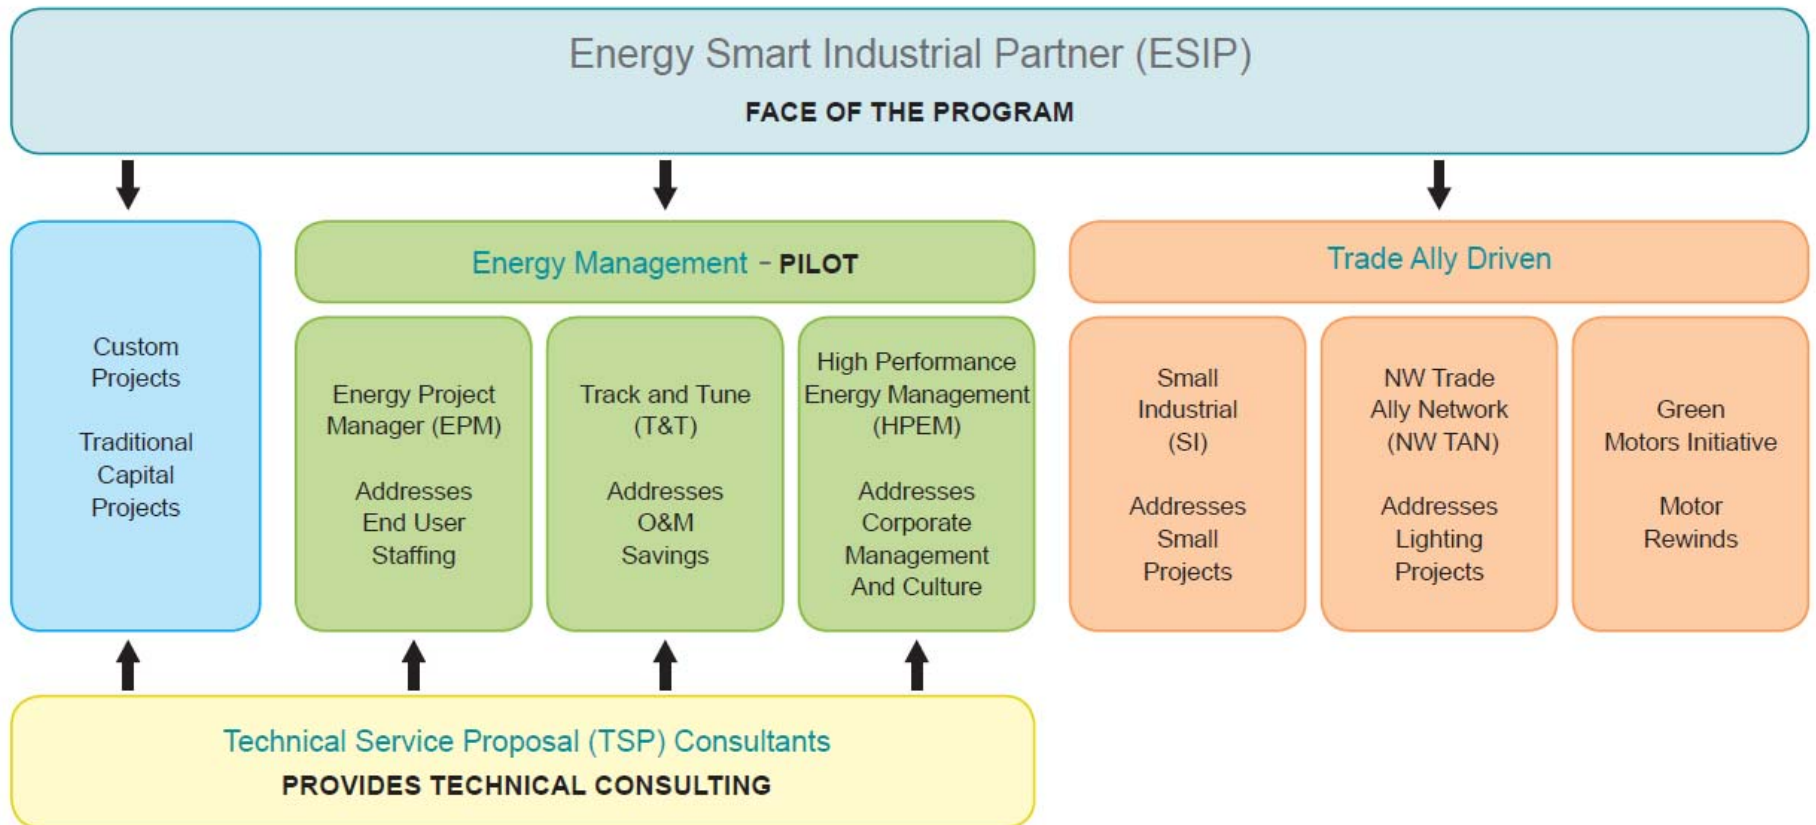 Energy Smart Industrial Partner (ESIP)
FACE OF THE PROGRAM
Custom
Projects
Traditional
Capital
Projects
Energy Management - PILOT
Energy Project
Manager (EPM)
Addresses
End User
Staffing
Track and Tune
(T&T)
Addresses
O&M
Savings
High Performance
Energy Management
(HPEM)
Addresses
Corporate
Management
And Culture
Trade Ally Driven
Small
Industrial
(SI)
Addresses
Small
Projects
NW Trade
Ally Network
(NW TAN)
Addresses
Lighting
Projects
Green
Motors Initiative
Motor
Rewinds
Technical Service Proposal (TSP) Consultants
PROVIDES TECHNICAL CONSULTING